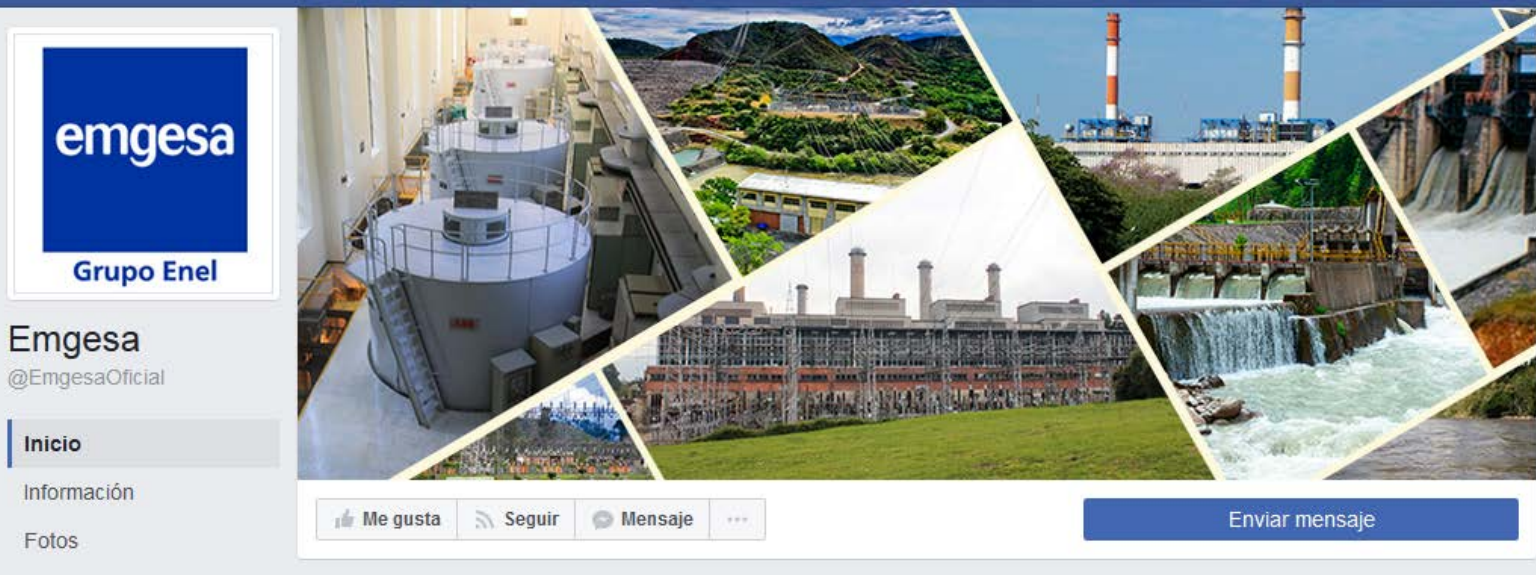 emgesa
Grupo Enel
Emgesa
@EmgesaOficial
Inicio
Información
Fotos
Me gusta
Seguir
Mensaje
Enviar mensaje